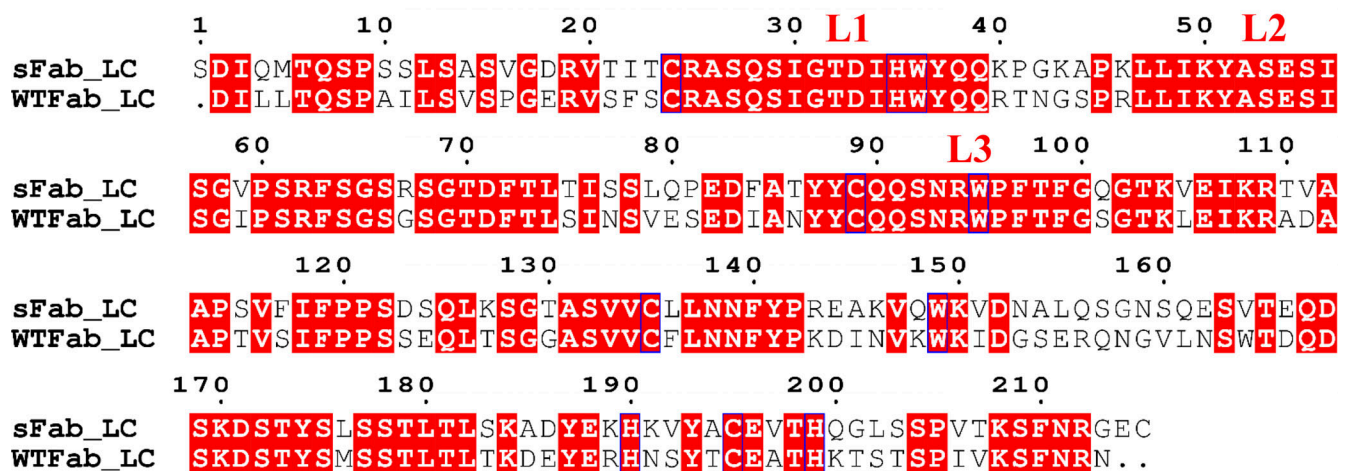 1 10 20 30 L1 40 50 L2
sFab_LC SDIQMTQSPSSLSASVGDRVTITCRASQSIGTDIHWYQQKPGKAPKLLIKYASESI
WTFab_LC .DILLTQSPAILSVSPGERVSFSCRASQSIGTDIHWYQQRTNGSPRLLIKYASESI
60 70 80 90 L3 100 110
sFab_LC SGVPSRFSGSRSGTDFTLTISSLQPEDFATYYCQQSNRWPFTFGQGTKVEIKRTVA
WTFab_LC SGIPSRFSGSGSGTDFTLSINSVESEDIANYYCQQSNRWPFTFGSGTKLEIKRADA
120 130 140 150 160
sFab_LC APSVFIFPPSDSQLKSGTASVVCLLNNFYPREAKVQWKVDNALQSGNSQESVTEQD
WTFab_LC APTVSIFPPSSEQLTSGGASVVCFLNNFYPKDINVKWKIDGSERQNGVLNSWTDQD
170 180 190 200 210
sFab_LC SKDSTYSLSSTLTLSKADYEKHKVYACEVTHQGLSSPVTKSFNRGEC
WTFab_LC SKDSTYSMSSTLTLTKDEYERHNSYTCEATHKTSTSPIVKSFNRN..